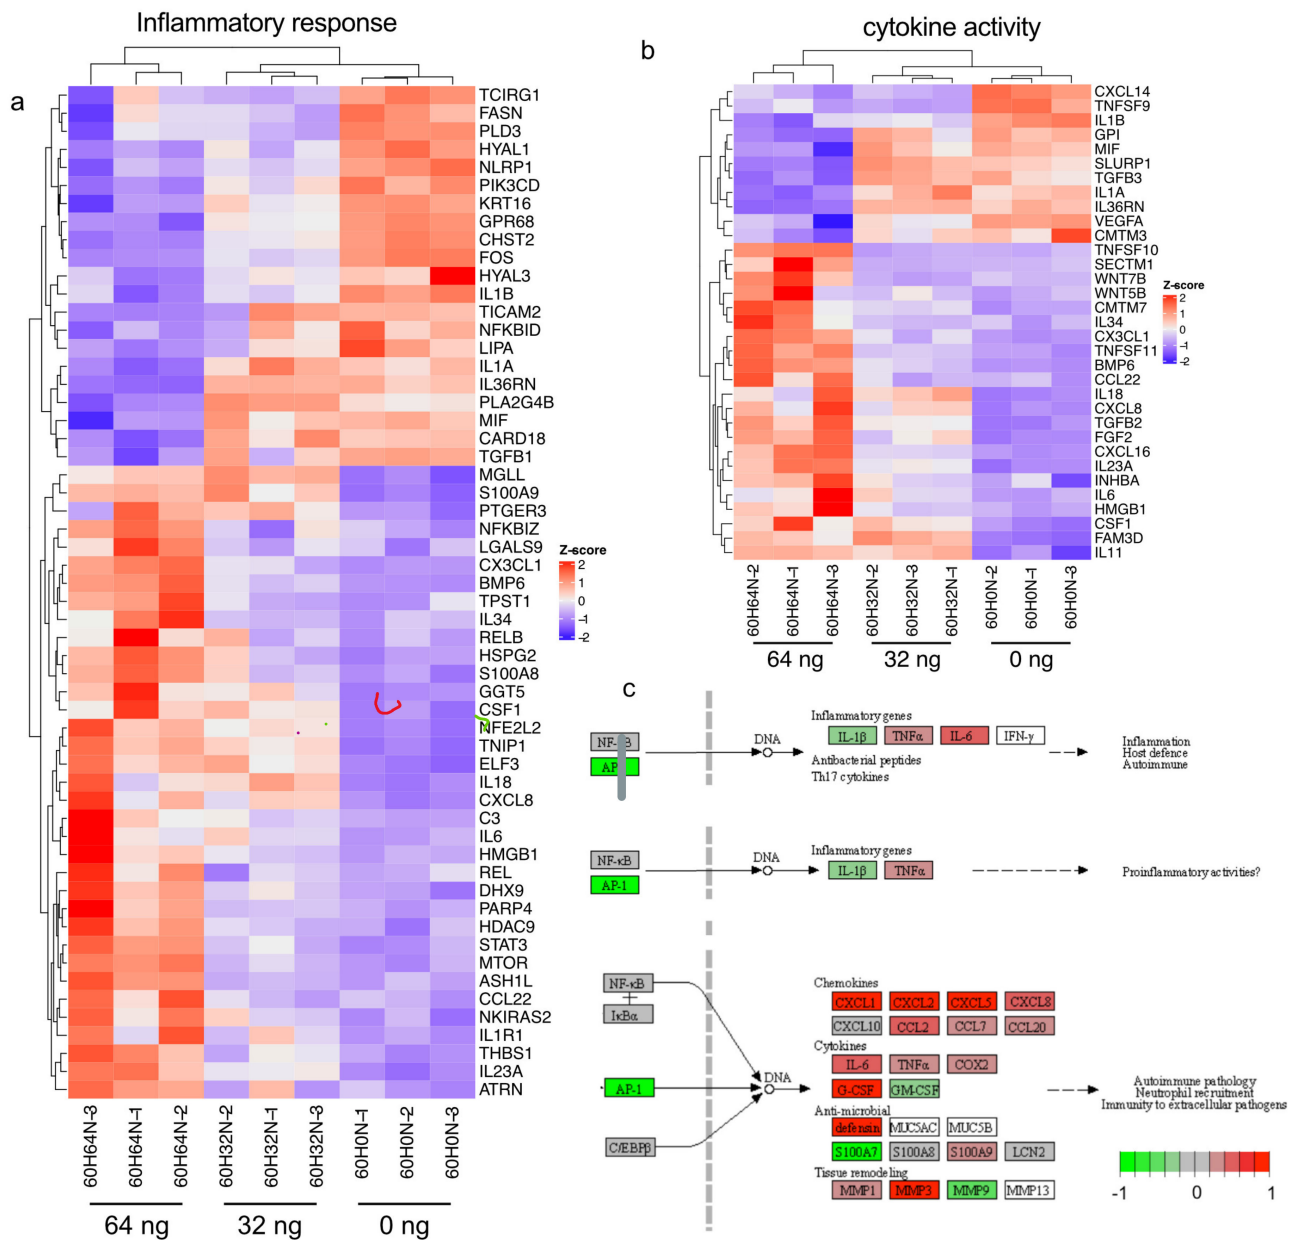 Inflammatory response
a
TCIRG1
FASN
PLD3
HYAL1
NLRP1
PIK3CD
KRT16
GPR68
CHST2
FOS
HYAL3
IL1B
TICAM2
NFKBID
LIPA
IL1A
IL36RN
PLA2G4B
MIF
CARD18
TGFB1
MGLL
S100A9
PTGER3
NFKBIZ
LGALS9
CX3CL1
BMP6
TPST1
IL34
RELB
HSPG2
S100A8
GGT5
CSF1
NFE2L2
TNIP1
ELF3
IL18
CXCL8
C3
IL6
HMGB1
REL
DHX9
PARP4
HDAC9
STAT3
MTOR
ASH1L
CCL22
NKIRAS2
IL1R1
THBS1
IL23A
ATRN
Z-score
2
1
0
-1
-2
60H64N-3
60H64N-1
60H64N-2
60H32N-2
60H32N-1
60H32N-3
60H0N-1
60H0N-2
60H0N-3
64 ng
32 ng
0 ng
cytokine activity
b
CXCL14
TNFSF9
IL1B
GPI
MIF
SLURP1
TGFB3
IL1A
IL36RN
VEGFA
CMTM3
TNFSF10
SECTM1
WNT7B
WNT5B
CMTM7
IL34
CX3CL1
TNFSF11
BMP6
CCL22
IL18
CXCL8
TGFB2
FGF2
CXCL16
IL23A
INHBA
IL6
HMGB1
CSF1
FAM3D
IL11
Z-score
2
1
0
-1
-2
60H64N-2
60H64N-1
60H64N-3
60H32N-2
60H32N-3
60H32N-1
60H0N-2
60H0N-1
60H0N-3
64 ng
32 ng
0 ng
c
DNA
Inflammatory genes
IL-1β TNFα IL-6 IFN-γ
Antibacterial peptides
Th17 cytokines
Inflammation
Host defence
Autoimmune
NF-κB
AP-1
DNA
Inflammatory genes
IL-1β TNFα
Proinflammatory activities?
NF-κB
IκBα
AP-1
C/EBPβ
DNA
Chemokines
CXCL1 CXCL2 CXCL5 CXCL8
CXCL10 CCL2 CCL7 CCL20
Cytokines
IL-6 TNFα COX2
G-CSF GM-CSF
Anti-microbial
defensin MUC5AC MUC5B
S100A7 S100A8 S100A9 LCN2
Tissue remodeling
MMP1 MMP3 MMP9 MMP13
Autoimmune pathology
Neutrophil recruitment
Immunity to extracellular pathogens
-1 0 1